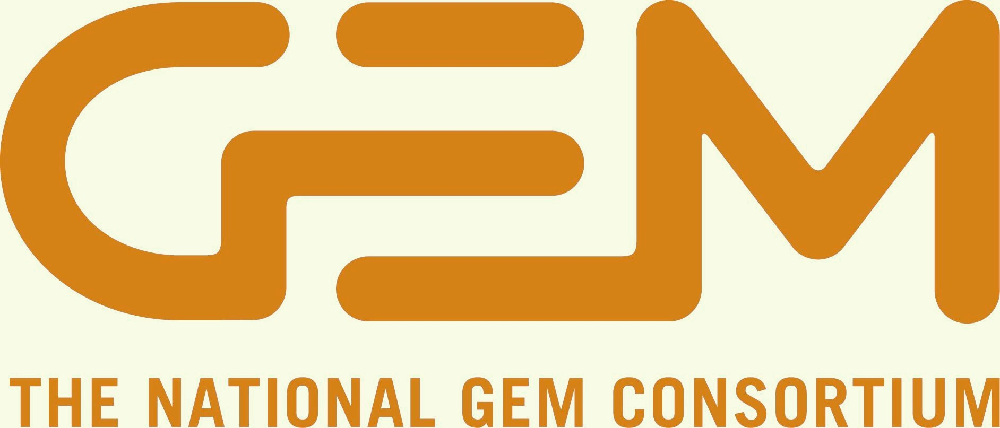 GEM
THE NATIONAL GEM CONSORTIUM